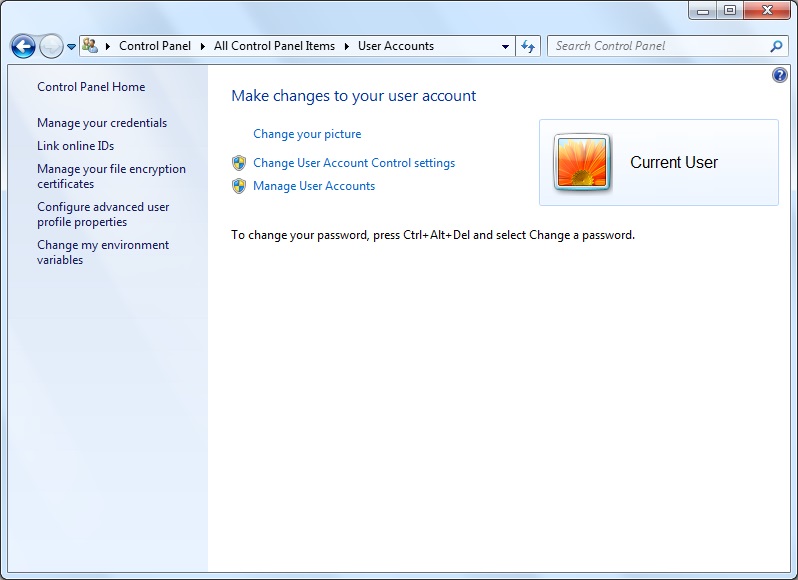 Control Panel All Control Panel Items User Accounts
Search Control Panel
?
Control Panel Home
Manage your credentials
Link online IDs
Manage your file encryption
certificates
Configure advanced user
profile properties
Change my environment
variables
Make changes to your user account
Change your picture
Change User Account Control settings
Manage User Accounts
Current User
To change your password, press Ctrl+Alt+Del and select Change a password.